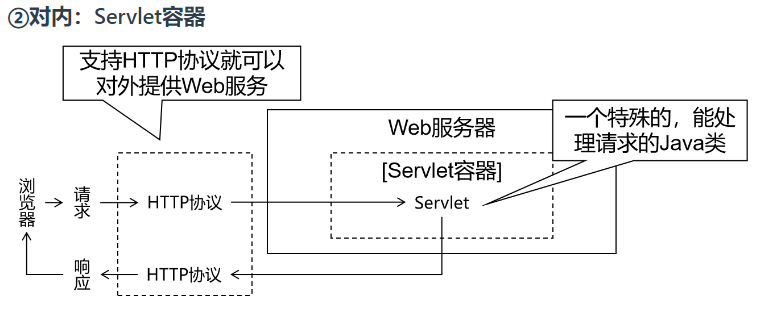 ②对内：Servlet容器
支持HTTP协议就可以
对外提供Web服务
Web服务器
一个特殊的，能处
理请求的Java类
[Servlet容器]
浏览器
请求
HTTP协议
Servlet
响应
HTTP协议